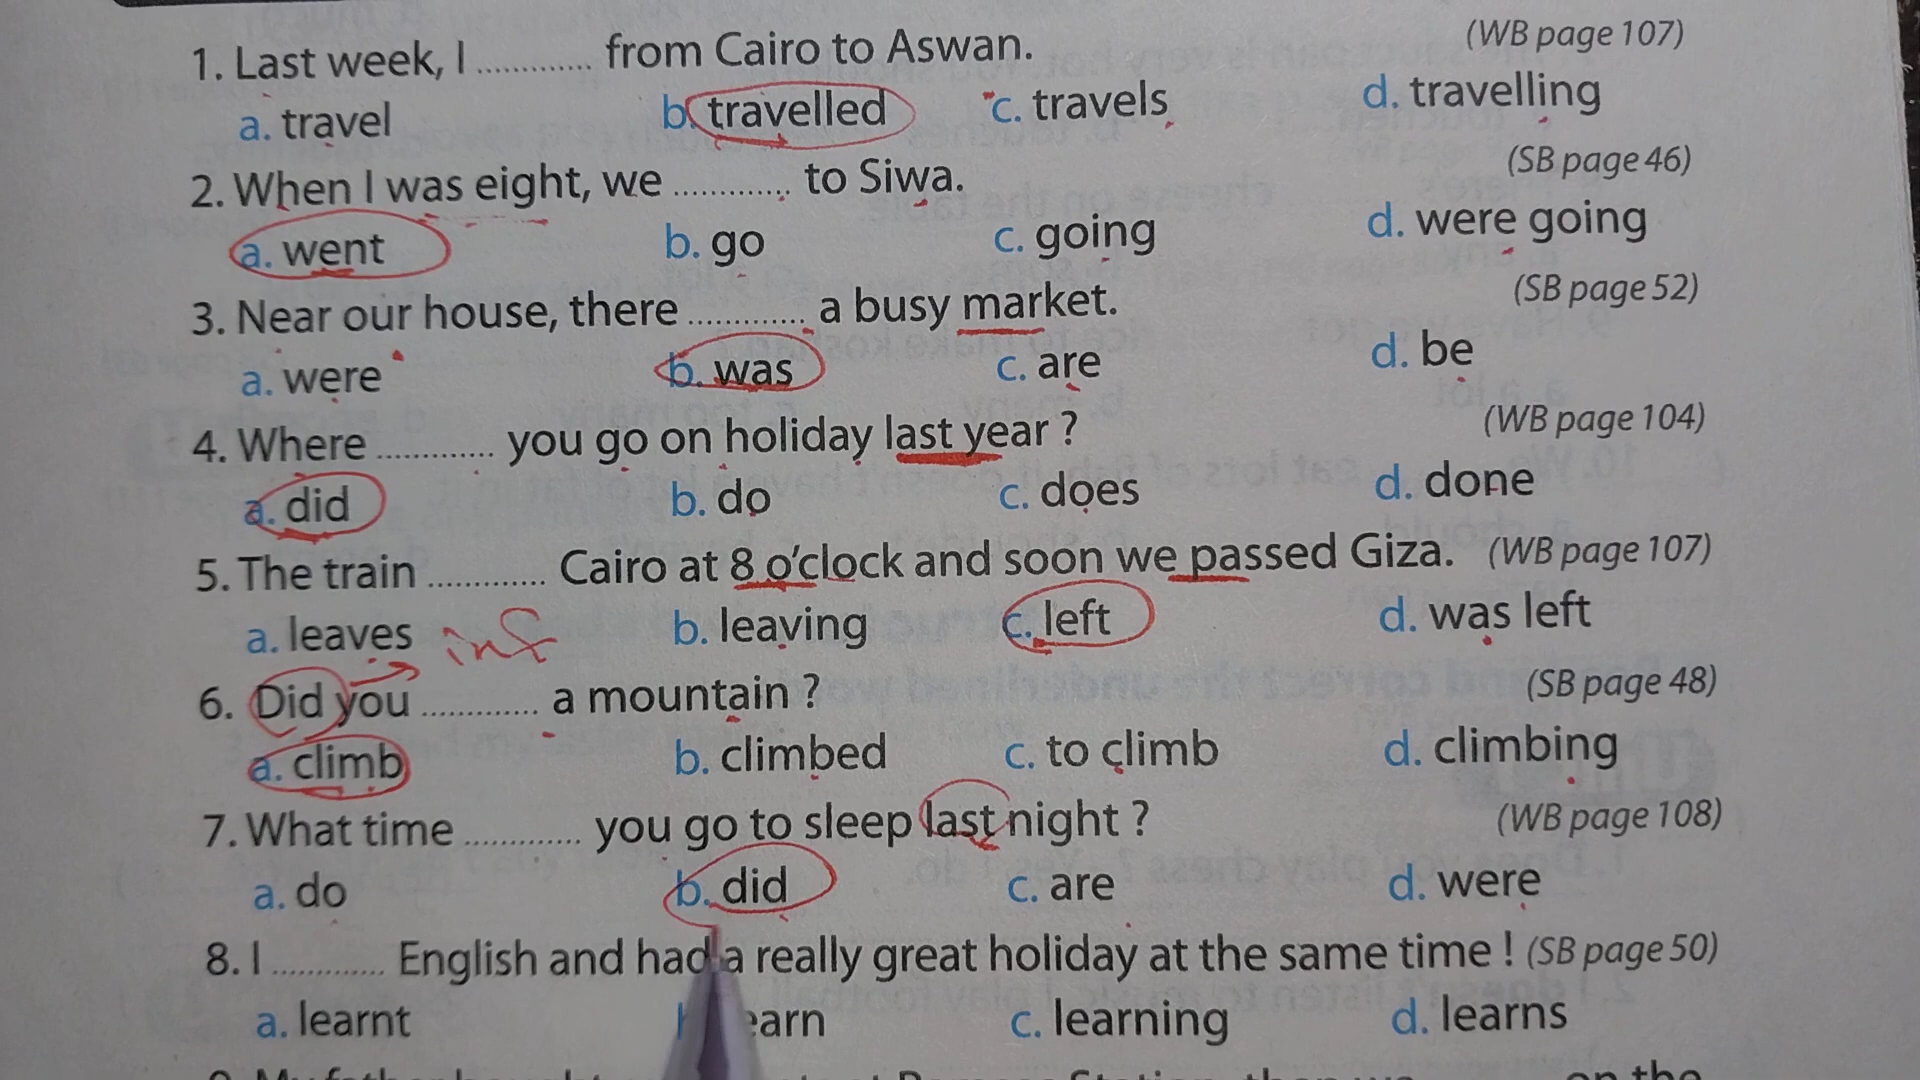 1. Last week, I ............ from Cairo to Aswan. (WB page 107)
a. travel b. travelled c. travels d. travelling
2. When I was eight, we ............ to Siwa. (SB page 46)
a. went b. go c. going d. were going
3. Near our house, there ............ a busy market. (SB page 52)
a. were b. was c. are d. be
4. Where ............ you go on holiday last year ? (WB page 104)
a. did b. do c. does d. done
5. The train ............ Cairo at 8 o'clock and soon we passed Giza. (WB page 107)
a. leaves inf b. leaving c. left d. was left
6. Did you ............ a mountain ? (SB page 48)
a. climb b. climbed c. to climb d. climbing
7. What time ............ you go to sleep last night ? (WB page 108)
a. do b. did c. are d. were
8. I ............ English and had a really great holiday at the same time ! (SB page 50)
a. learnt earn c. learning d. learns